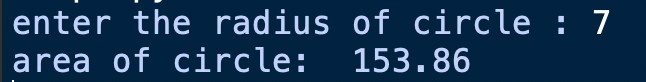 enter the radius of circle : 7
area of circle:  153.86